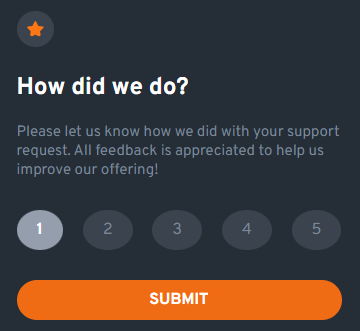 How did we do?
Please let us know how we did with your support
request. All feedback is appreciated to help us
improve our offering!
1 2 3 4 5
SUBMIT